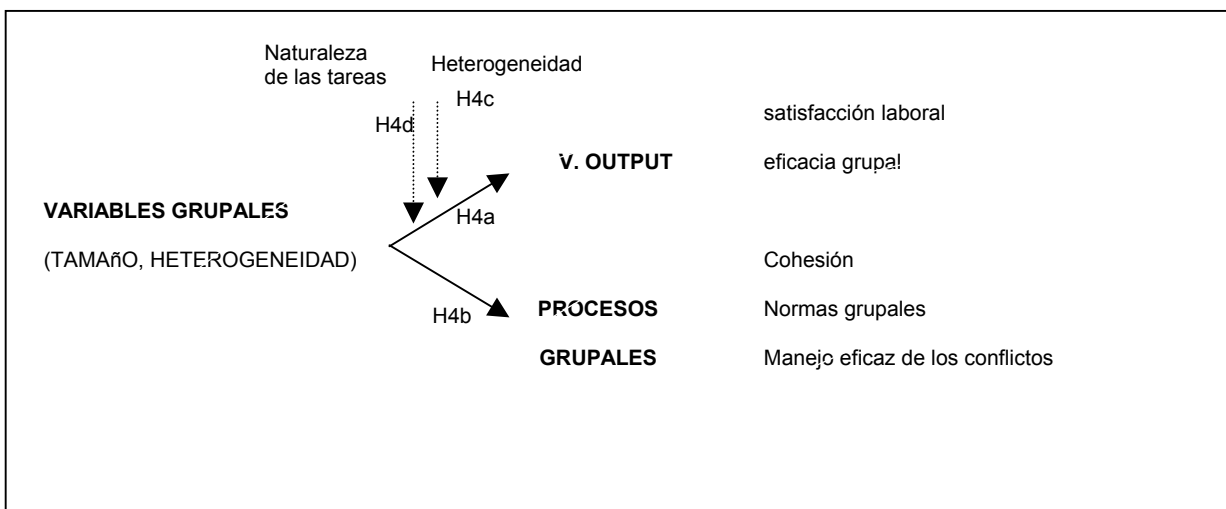 Naturaleza
de las tareas
Heterogeneidad
H4c
H4d
satisfacción laboral
V. OUTPUT
eficacia grupal
VARIABLES GRUPALES
H4a
(TAMAñO, HETEROGENEIDAD)
Cohesión
H4b
PROCESOS
Normas grupales
GRUPALES
Manejo eficaz de los conflictos